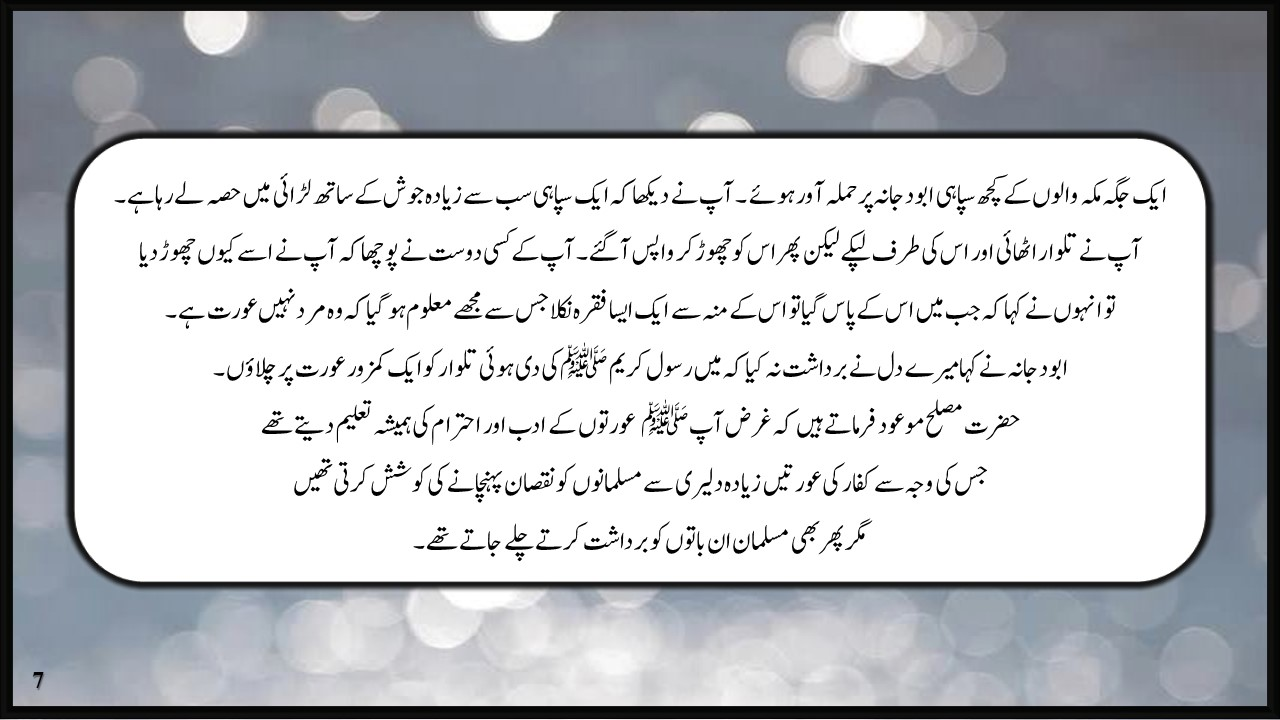 ایک جگہ مکہ والوں کے کچھ سپاہی ابودجانہ پر حملہ آور ہوئے۔ آپ نے دیکھا کہ ایک سپاہی سب سے زیادہ جوش کے ساتھ لڑائی میں حصہ لے رہا ہے۔
آپ نے تلوار اٹھائی اور اس کی طرف لپکے لیکن پھر اس کو چھوڑ کر واپس آگئے۔ آپ کے کسی دوست نے پوچھا کہ آپ نے اسے کیوں چھوڑ دیا
تو انہوں نے کہا کہ جب میں اس کے پاس گیا تو اس کے منہ سے ایک ایسا فقرہ نکلا جس سے مجھے معلوم ہو گیا کہ وہ مرد نہیں عورت ہے۔
ابودجانہ نے کہا میرے دل نے برداشت نہ کیا کہ میں رسول کریم ﷺ کی دی ہوئی تلوار کو ایک کمزور عورت پر چلاؤں۔
حضرت مصلح موعود فرماتے ہیں کہ غرض آپ ﷺ عورتوں کے ادب اور احترام کی ہمیشہ تعلیم دیتے تھے
جس کی وجہ سے کفار کی عورتیں زیادہ دلیری سے مسلمانوں کو نقصان پہنچانے کی کوشش کرتی تھیں
مگر پھر بھی مسلمان ان باتوں کو برداشت کرتے چلے جاتے تھے۔
7